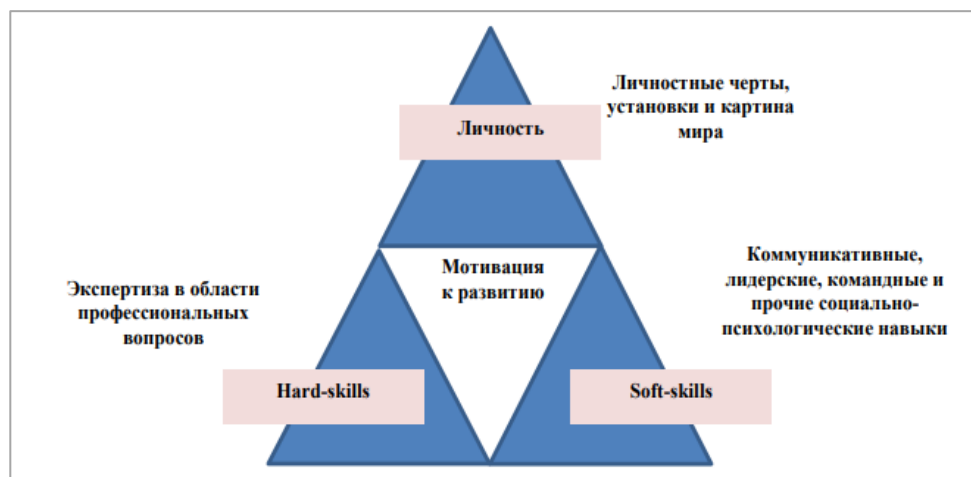 Личностные черты,
установки и картина
мира
Личность
Мотивация
к развитию
Коммуникативные,
лидерские, командные и
прочие социально-
психологические навыки
Экспертиза в области
профессиональных
вопросов
Hard-skills
Soft-skills